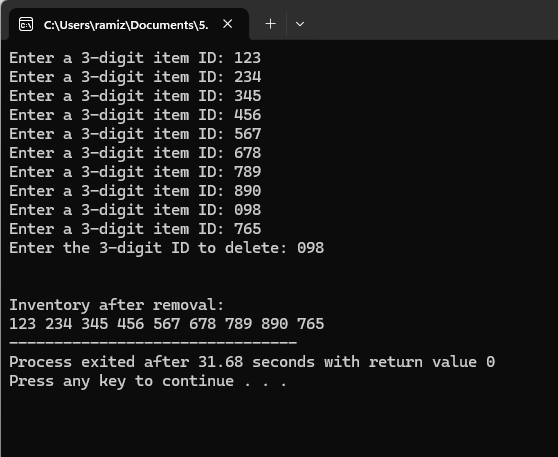 C:\Users\ramiz\Documents\5.
Enter a 3-digit item ID: 123
Enter a 3-digit item ID: 234
Enter a 3-digit item ID: 345
Enter a 3-digit item ID: 456
Enter a 3-digit item ID: 567
Enter a 3-digit item ID: 678
Enter a 3-digit item ID: 789
Enter a 3-digit item ID: 890
Enter a 3-digit item ID: 098
Enter a 3-digit item ID: 765
Enter the 3-digit ID to delete: 098
Inventory after removal:
123 234 345 456 567 678 789 890 765
--------------------------------
Process exited after 31.68 seconds with return value 0
Press any key to continue . . .